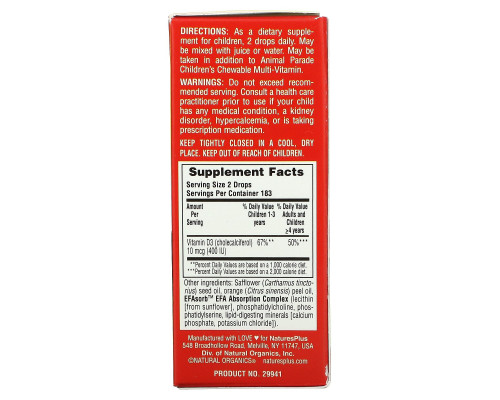 DIRECTIONS: As a dietary supple-
ment for children, 2 drops daily. May
be mixed with juice or water. May be
taken in addition to Animal Parade
Children's Chewable Multi-Vitamin.
WARNINGS: Do not exceed recom-
mended serving. Consult a health care
practitioner prior to use if your child
has any medical condition, a kidney
disorder, hypercalcemia, or is taking
prescription medication.
KEEP TIGHTLY CLOSED IN A COOL, DRY
PLACE. KEEP OUT OF REACH OF CHILDREN.
Supplement Facts
Serving Size 2 Drops
Servings Per Container 183
Amount Per Serving % Daily Value Children 1-3 years % Daily Value Adults and Children ≥4 years
Vitamin D3 (cholecalciferol) 67%** 50%***
10 mcg (400 IU)
**Percent Daily Values are based on a 1,000 calorie diet.
***Percent Daily Values are based on a 2,000 calorie diet.
Other ingredients: Safflower (Carthamus tincto-
rius) seed oil, orange (Citrus sinensis) peel oil,
EFAsorb™ EFA Absorption Complex (lecithin
[from sunflower], phosphatidylcholine, phos-
phatidylserine, lipid-digesting minerals [calcium
phosphate, potassium chloride]).
Manufactured with LOVE ♥ for NaturesPlus
548 Broadhollow Road, Melville, NY 11747. USA
Div. of Natural Organics, Inc.
©NATURAL ORGANICS® naturesplus.com
PRODUCT NO. 29941